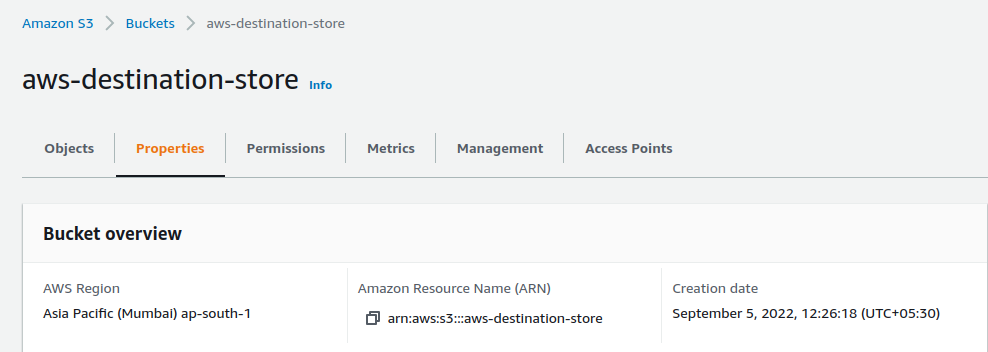 Amazon S3 > Buckets > aws-destination-store
aws-destination-store Info
Objects Properties Permissions Metrics Management Access Points
Bucket overview
AWS Region Amazon Resource Name (ARN) Creation date
Asia Pacific (Mumbai) ap-south-1 arn:aws:s3:::aws-destination-store September 5, 2022, 12:26:18 (UTC+05:30)